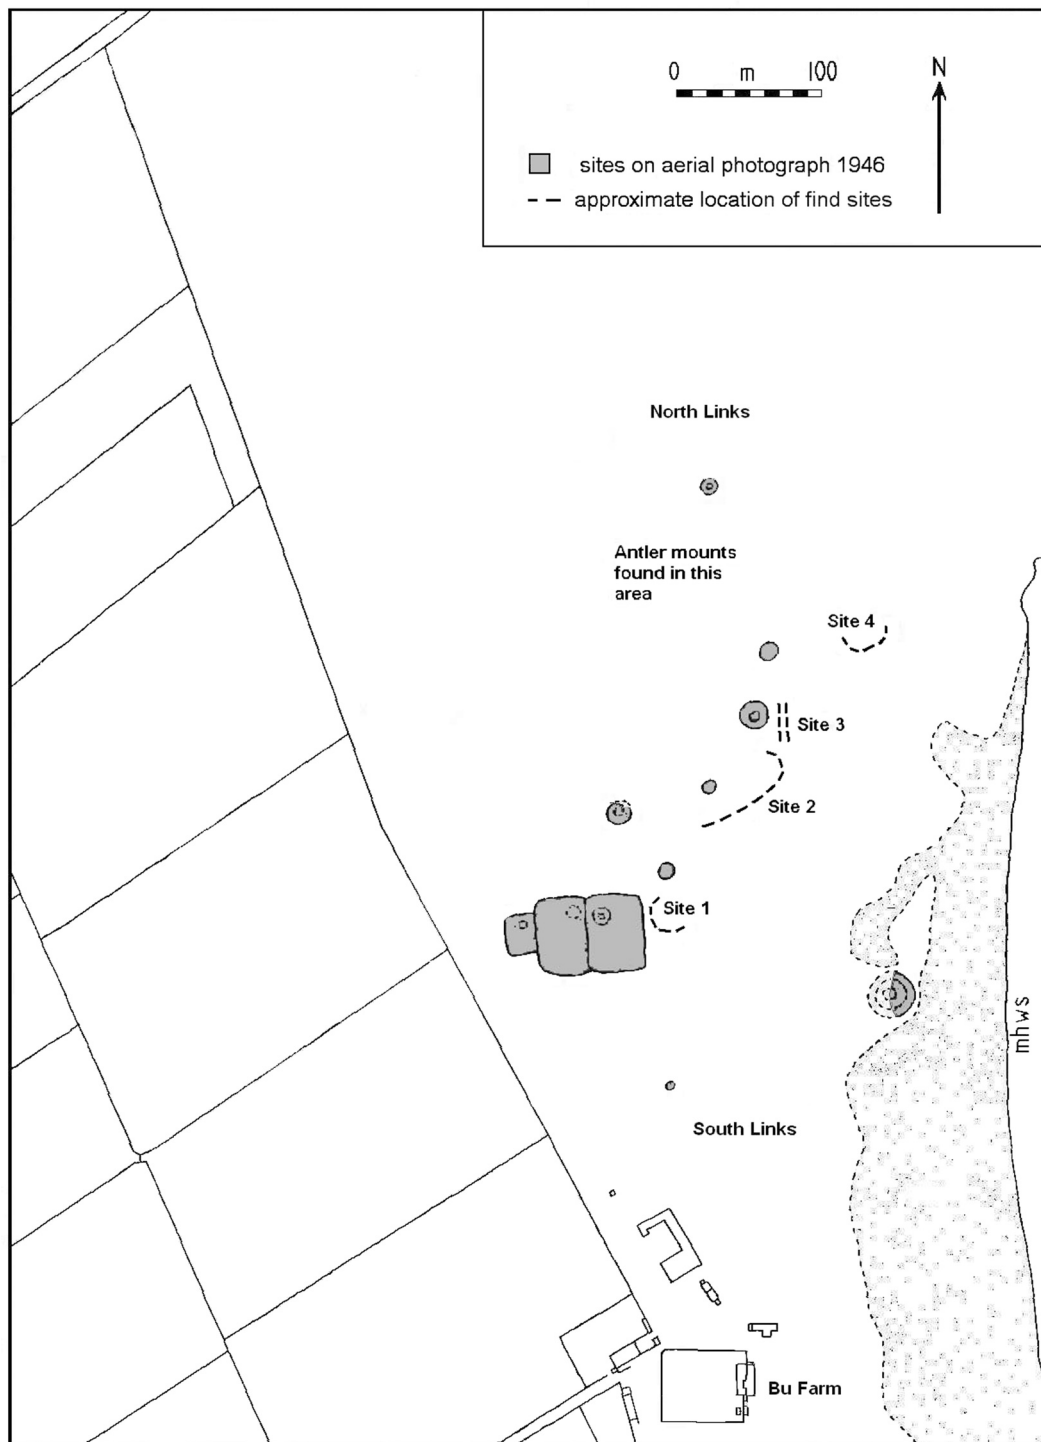 0 m 100
N
sites on aerial photograph 1946
approximate location of find sites
North Links
Antler mounts
found in this
area
Site 4
Site 3
Site 2
Site 1
mhws
South Links
Bu Farm